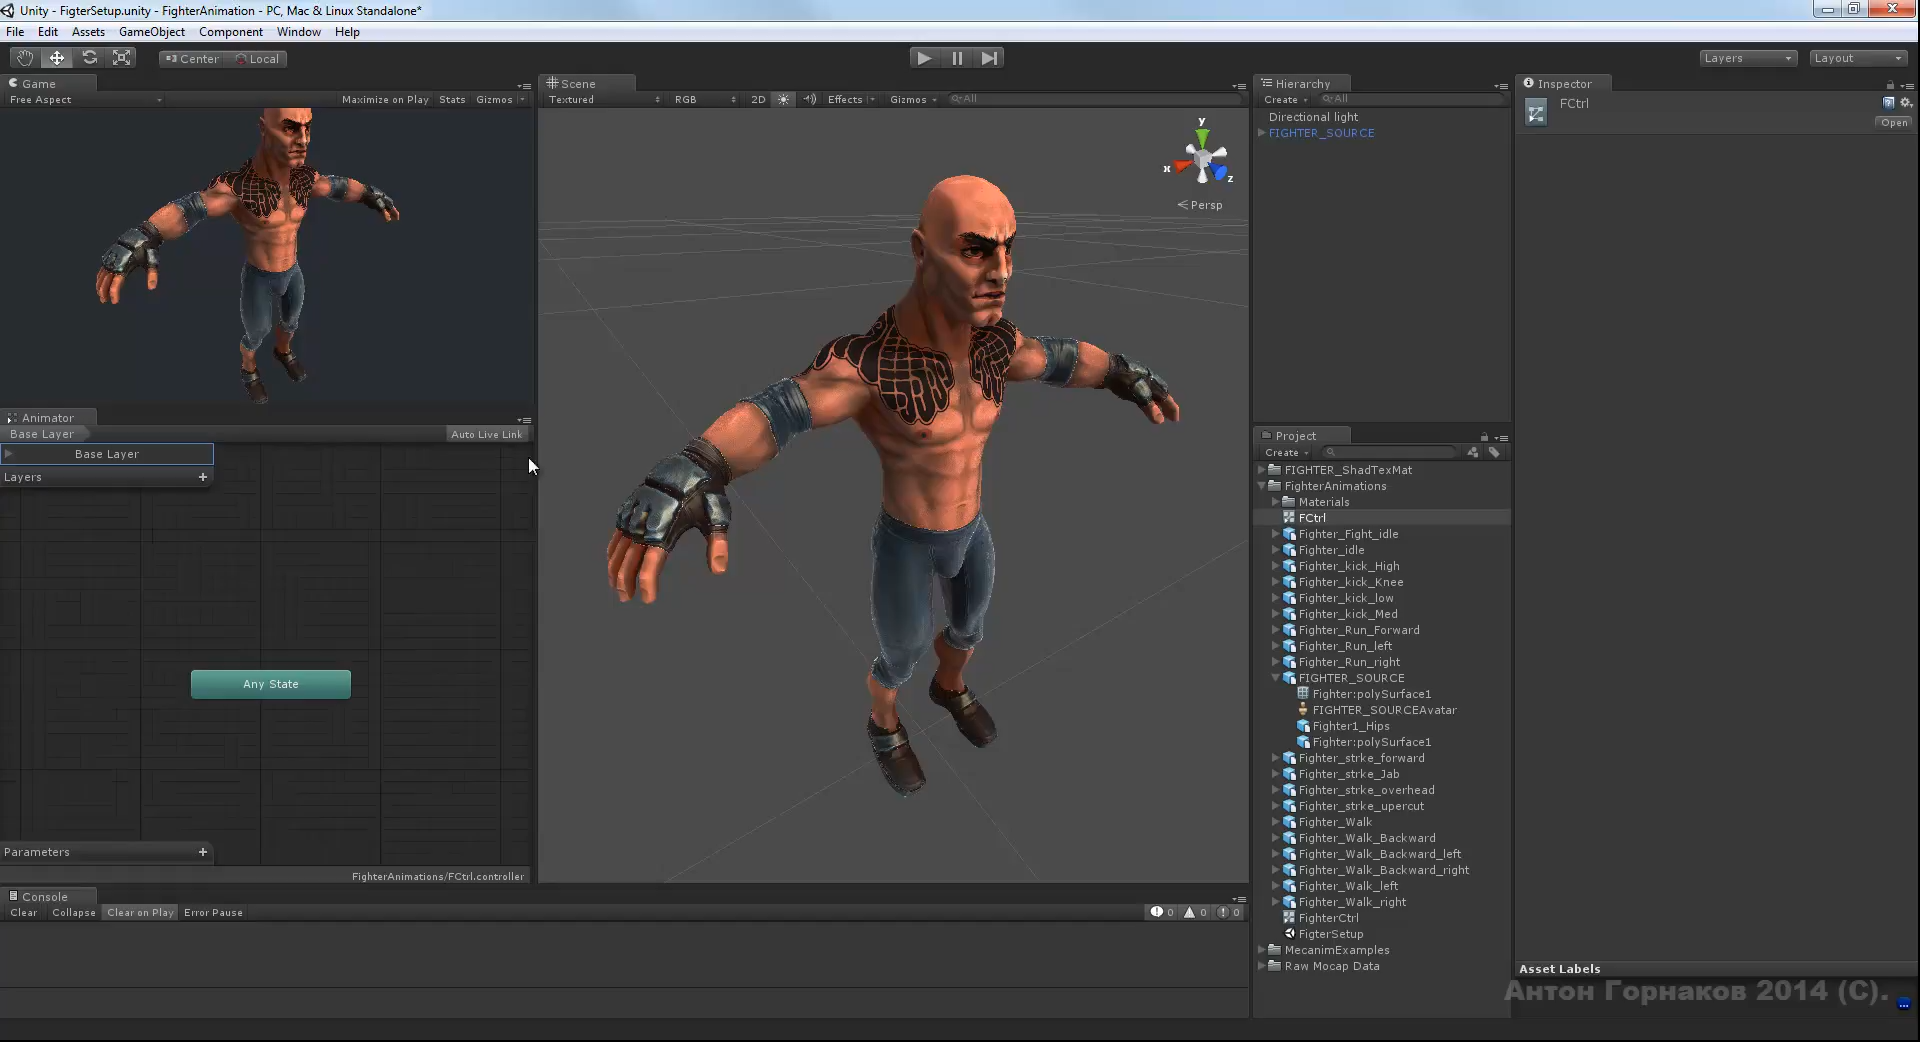 Unity - FigterSetup.unity - FighterAnimation - PC, Mac & Linux Standalone*
File Edit Assets GameObject Component Window Help
Center Local Layers Layout
Game
Free Aspect Maximize on Play Stats Gizmos
Scene
Textured RGB 2D Effects Gizmos All
y
x
z
Persp
Animator
Base Layer Auto Live Link
Base Layer
Layers +
Any State
Parameters +
FighterAnimations/FCtrl.controller
Console
Clear Collapse Clear on Play Error Pause 0 0 0
Hierarchy
Create All
Directional light
FIGHTER_SOURCE
Project
Create
FIGHTER_ShadTexMat
FighterAnimations
Materials
FCtrl
Fighter_Fight_idle
Fighter_idle
Fighter_kick_High
Fighter_kick_Knee
Fighter_kick_low
Fighter_kick_Med
Fighter_Run_Forward
Fighter_Run_left
Fighter_Run_right
FIGHTER_SOURCE
Fighter:polySurface1
FIGHTER_SOURCEAvatar
Fighter1_Hips
Fighter:polySurface1
Fighter_strke_forward
Fighter_strke_Jab
Fighter_strke_overhead
Fighter_strke_upercut
Fighter_Walk
Fighter_Walk_Backward
Fighter_Walk_Backward_left
Fighter_Walk_Backward_right
Fighter_Walk_left
Fighter_Walk_right
FighterCtrl
FigterSetup
MecanimExamples
Raw Mocap Data
Inspector
FCtrl
Open
Asset Labels
Антон Горнаков 2014 (С).